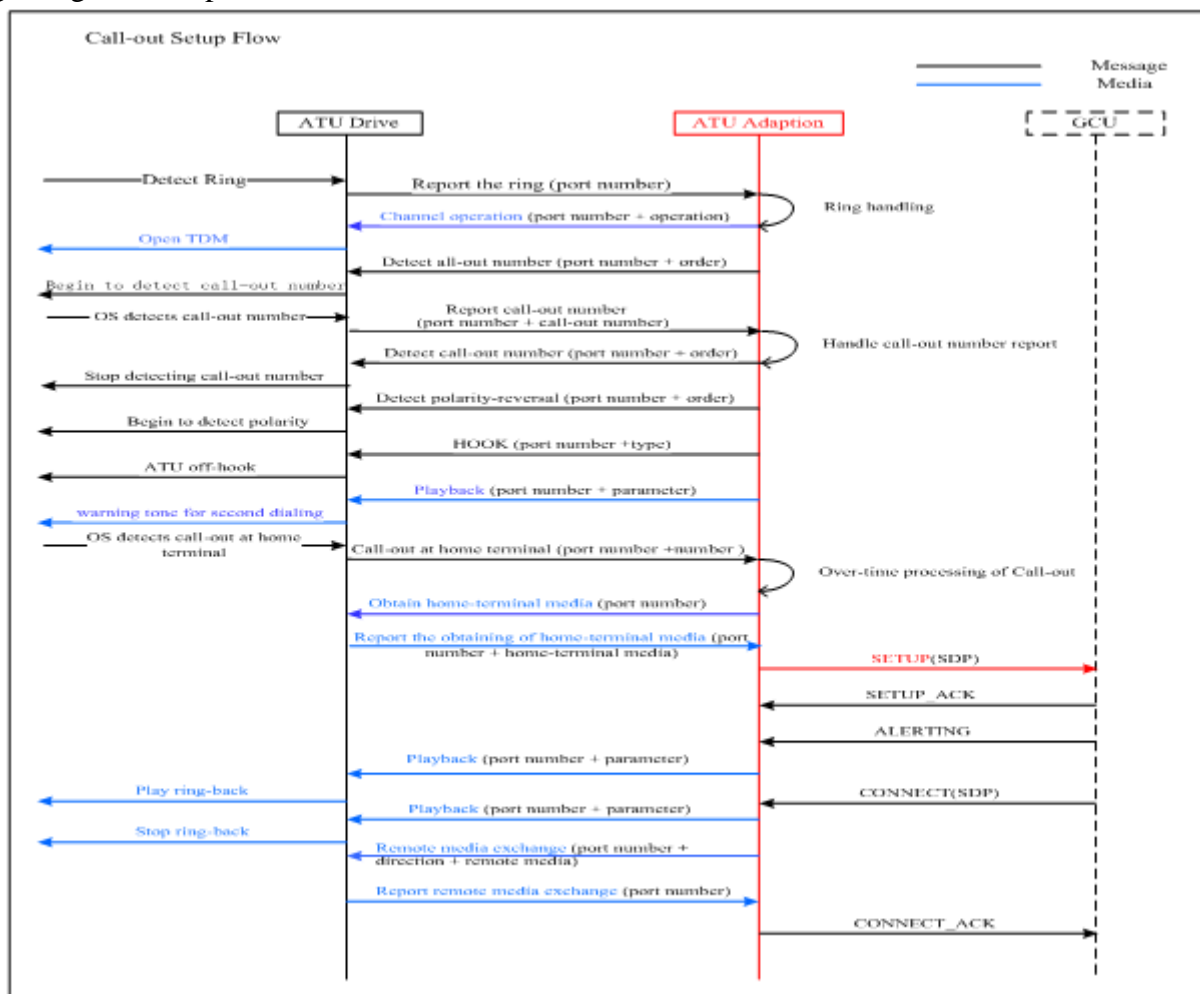 Call-out Setup Flow
Message
Media
ATU Drive
ATU Adaption
GCU
Detect Ring
Report the ring (port number)
Ring handling
Channel operation (port number + operation)
Open TDM
Detect all-out number (port number + order)
Begin to detect call-out number
OS detects call-out number
Report call-out number
(port number + call-out number)
Handle call-out number report
Detect call-out number (port number + order)
Stop detecting call-out number
Detect polarity-reversal (port number + order)
Begin to detect polarity
HOOK (port number +type)
ATU off-hook
Playback (port number + parameter)
warning tone for second dialing
OS detects call-out at home
terminal
Call-out at home terminal (port number +number )
Over-time processing of Call-out
Obtain home-terminal media (port number)
Report the obtaining of home-terminal media (port
number + home-terminal media)
SETUP(SDP)
SETUP_ACK
ALERTING
Playback (port number + parameter)
Play ring-back
CONNECT(SDP)
Playback (port number + parameter)
Stop ring-back
Remote media exchange (port number +
direction + remote media)
Report remote media exchange (port number)
CONNECT_ACK